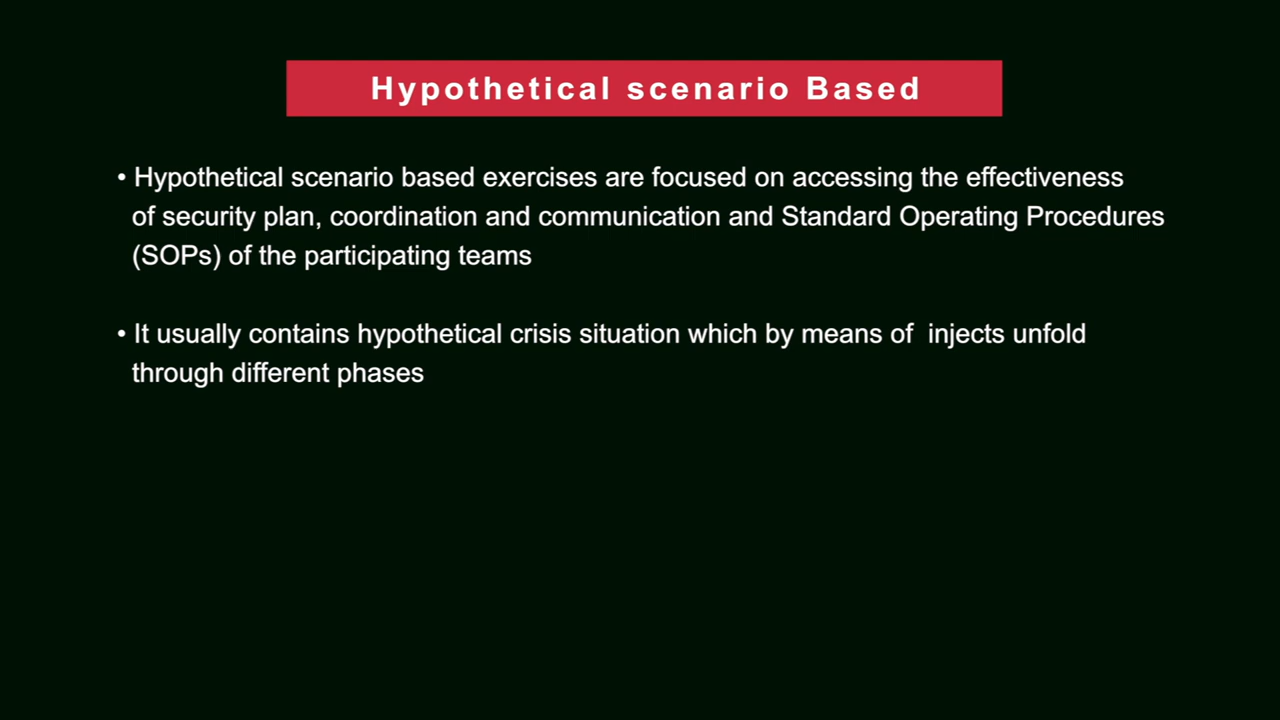 Hypothetical scenario Based
• Hypothetical scenario based exercises are focused on accessing the effectiveness
of security plan, coordination and communication and Standard Operating Procedures
(SOPs) of the participating teams
• It usually contains hypothetical crisis situation which by means of  injects unfold
through different phases